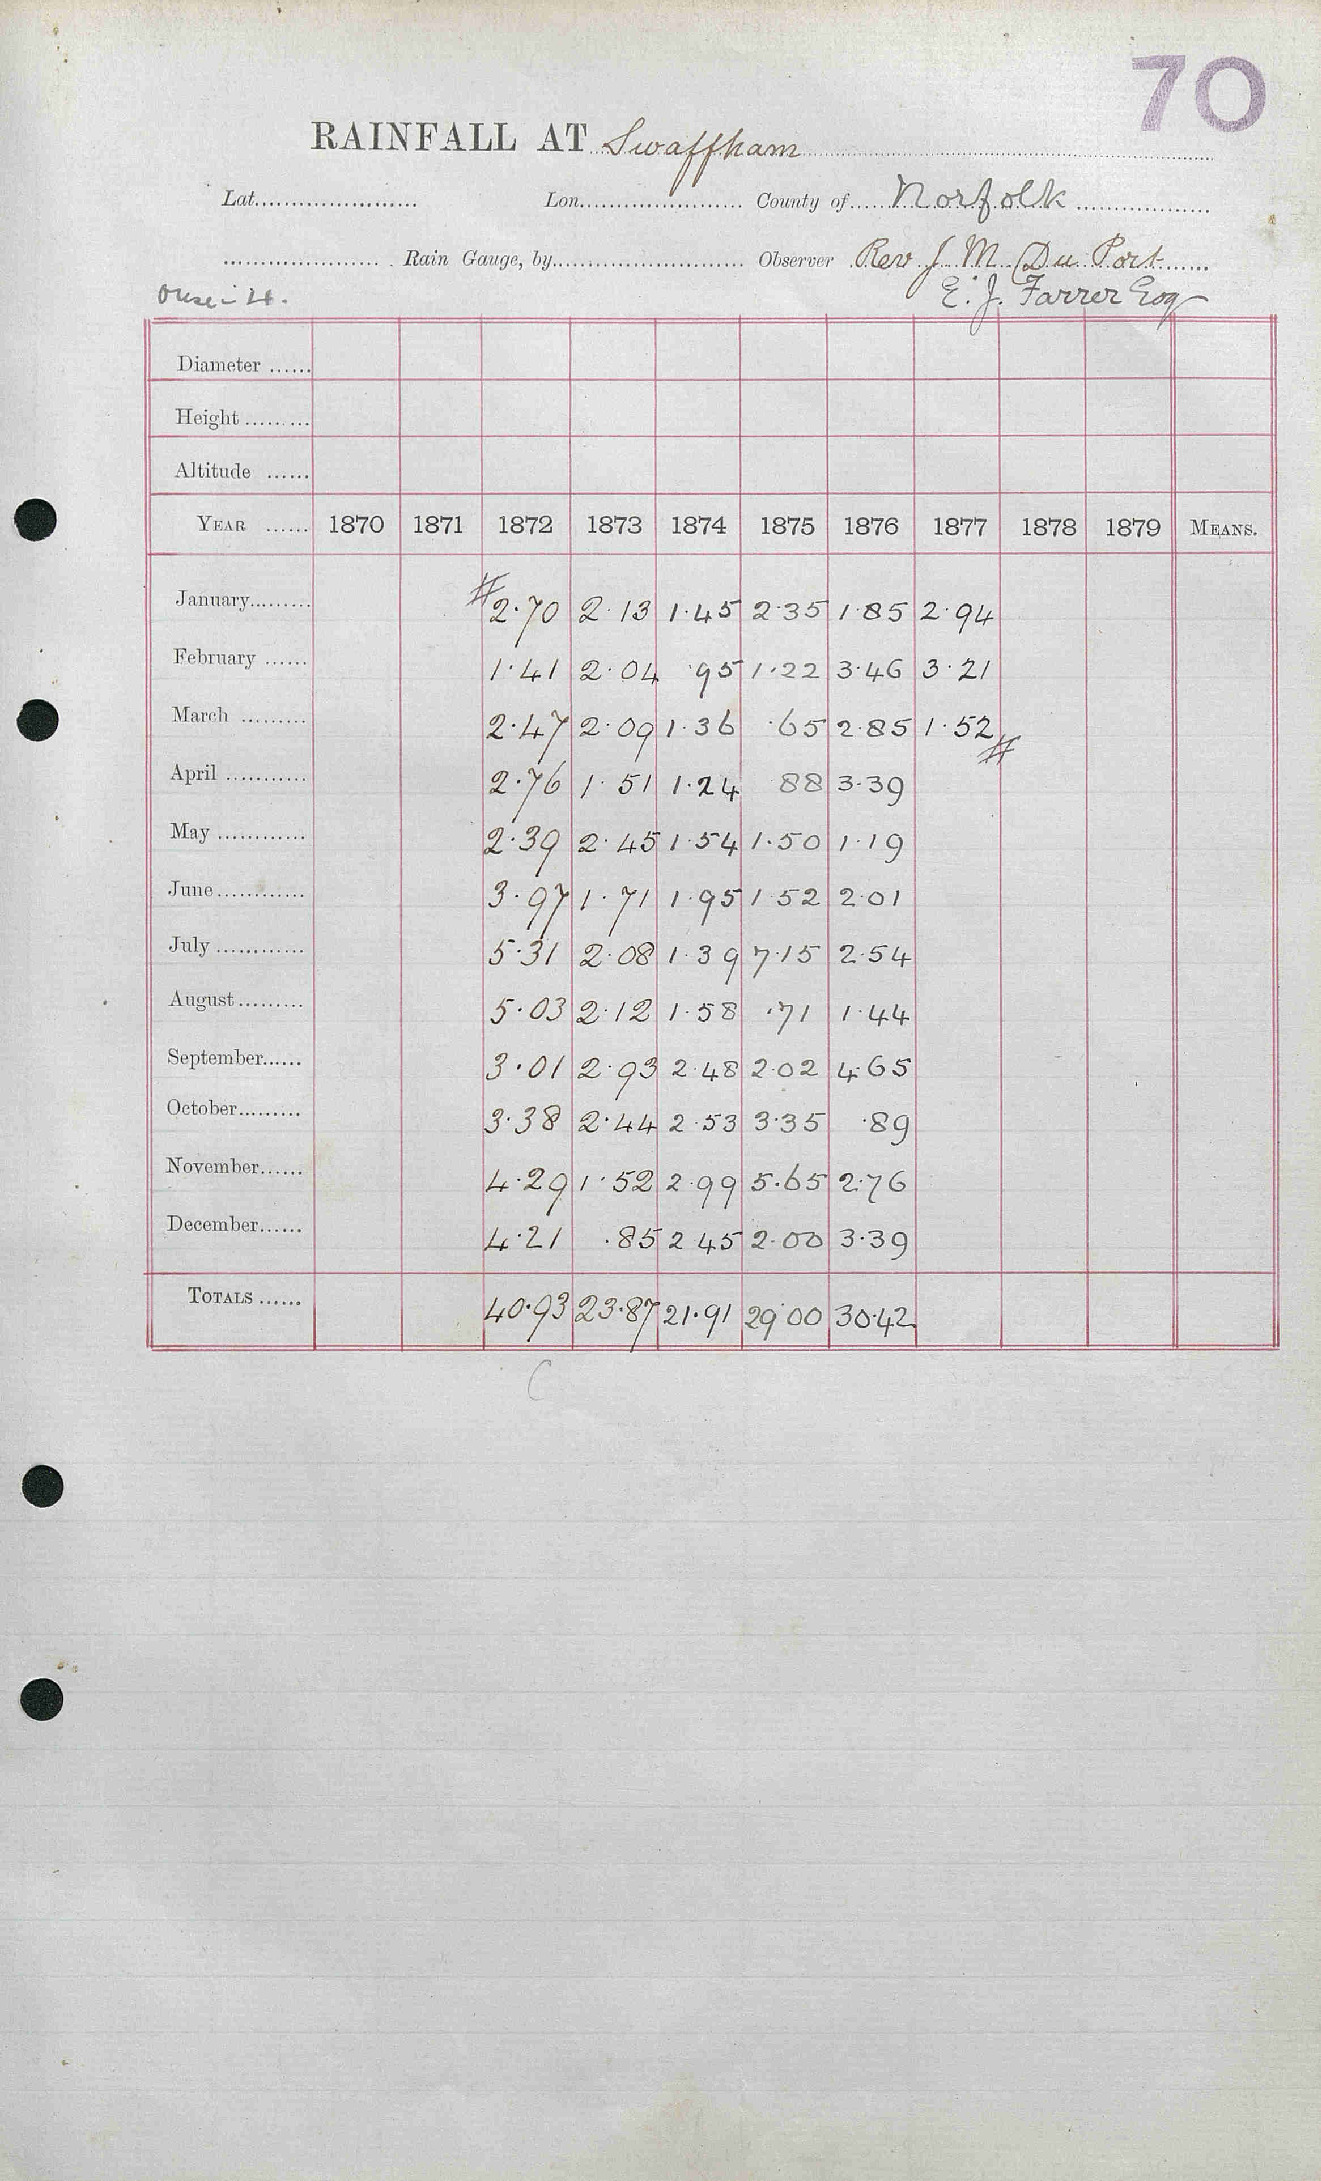 70
RAINFALL AT Swaffham
Lat. Lon. County of Norfolk
Rain Gauge, by Observer Rev J M Du Port
E. J. Farrer Esq
Diameter
Height
Altitude
YEAR 1870 1871 1872 1873 1874 1875 1876 1877 1878 1879 MEANS.
January # 2.70 2.13 1.45 2.35 1.85 2.94
February 1.41 2.04 .95 1.22 3.46 3.21
March 2.47 2.09 1.36 .65 2.85 1.52 #
April 2.76 1.51 1.24 88 3.39
May 2.39 2.45 1.54 1.50 1.19
June 3.97 1.71 1.95 1.52 2.01
July 5.31 2.08 1.39 7.15 2.54
August 5.03 2.12 1.58 .71 1.44
September 3.01 2.93 2.48 2.02 4.65
October 3.38 2.44 2.53 3.35 .89
November 4.29 1.52 2.99 5.65 2.76
December 4.21 .85 2.45 2.00 3.39
TOTALS 40.93 23.87 21.91 29.00 30.42